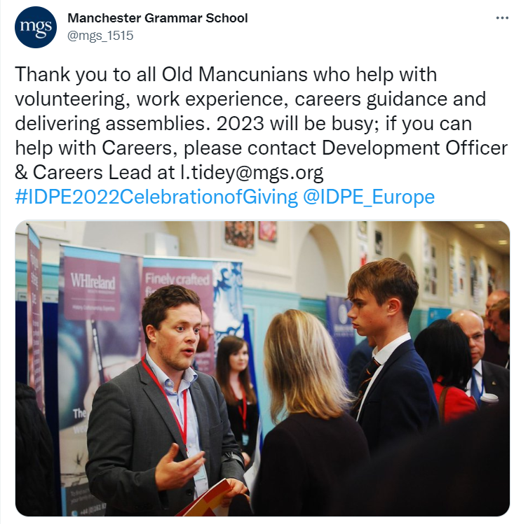 mgs
Manchester Grammar School
@mgs_1515
Thank you to all Old Mancunians who help with
volunteering, work experience, careers guidance and
delivering assemblies. 2023 will be busy; if you can
help with Careers, please contact Development Officer
& Careers Lead at l.tidey@mgs.org
#IDPE2022CelebrationofGiving @IDPE_Europe
WHIreland
Finely crafted
The